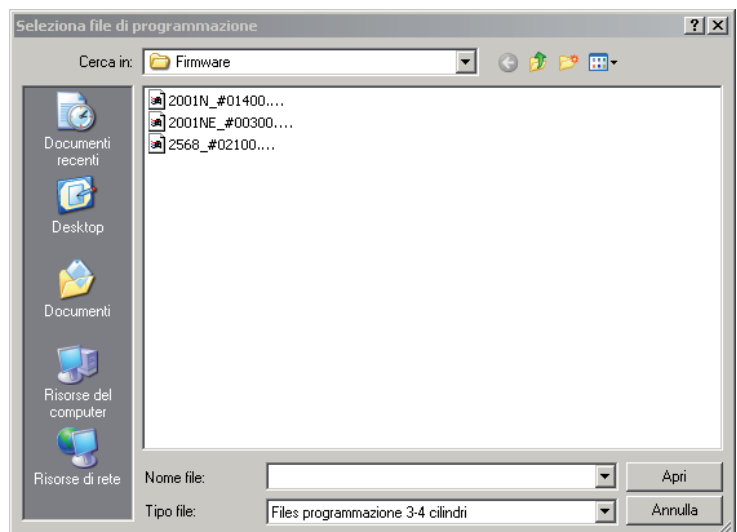 Seleziona file di programmazione
Cerca in: Firmware
2001N_#01400....
2001NE_#00300....
2568_#02100....
Documenti
recenti
Desktop
Documenti
Risorse del
computer
Risorse di rete
Nome file:
Apri
Tipo file: Files programmazione 3-4 cilindri
Annulla